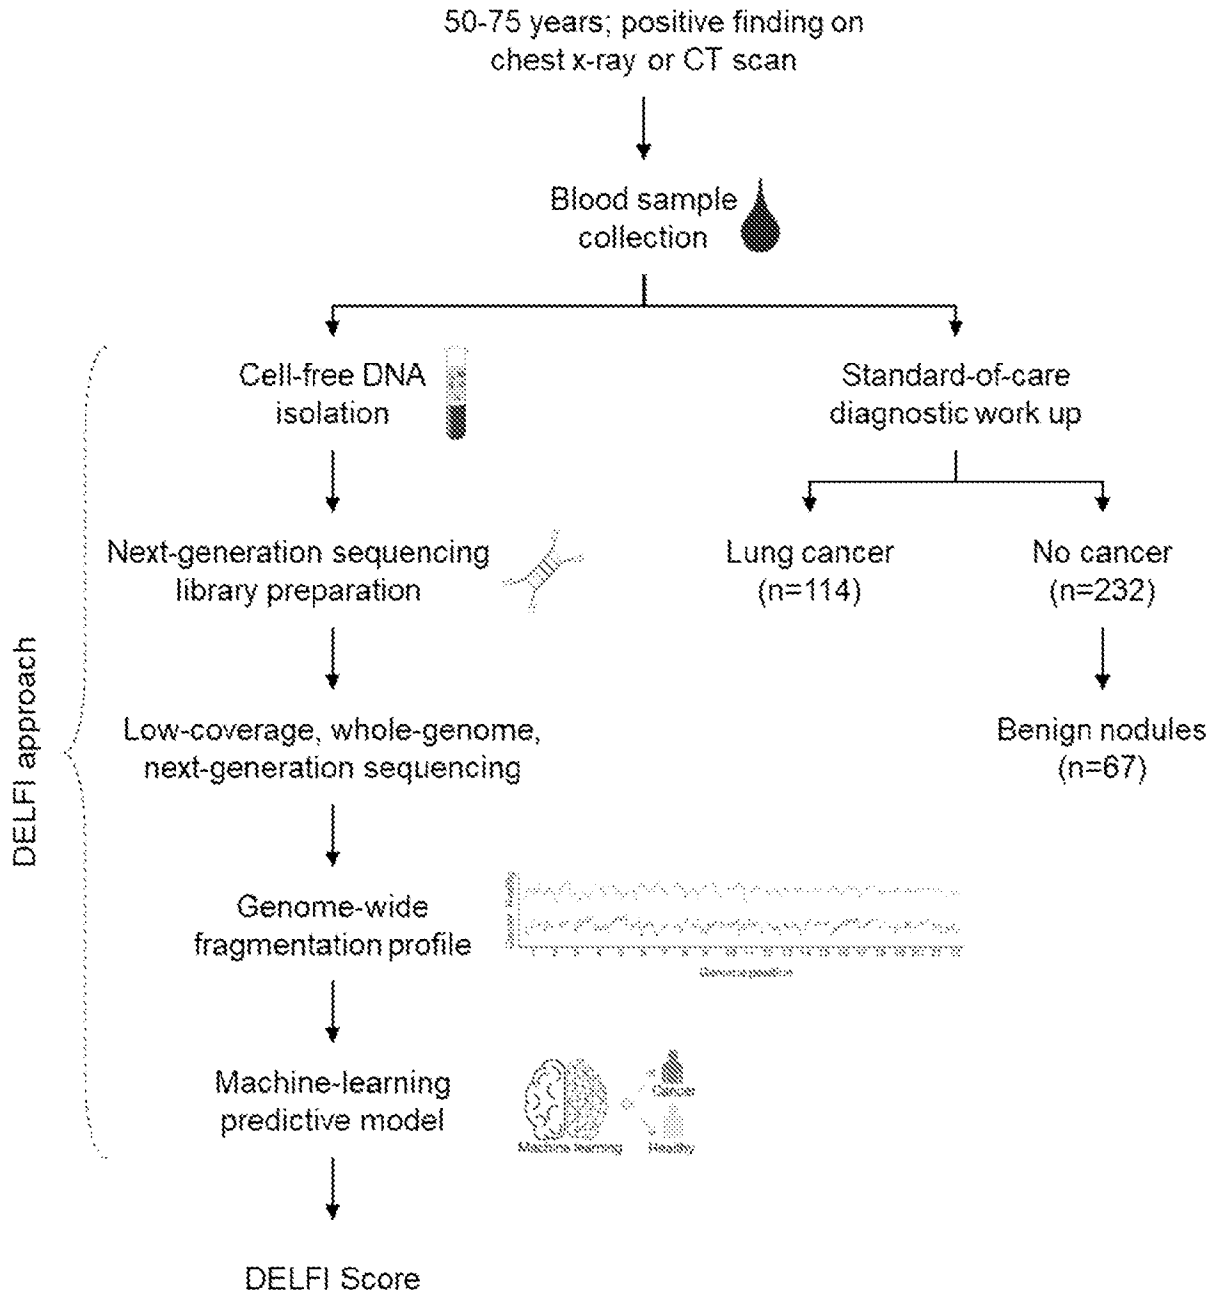 50-75 years; positive finding on
chest x-ray or CT scan
Blood sample
collection
Cell-free DNA
isolation
Standard-of-care
diagnostic work up
Next-generation sequencing
library preparation
Lung cancer
(n=114)
No cancer
(n=232)
Low-coverage, whole-genome,
next-generation sequencing
Benign nodules
(n=67)
DELFI approach
Genome-wide
fragmentation profile
Genome position
Machine-learning
predictive model
Cancer
Machine learning
Healthy
DELFI Score